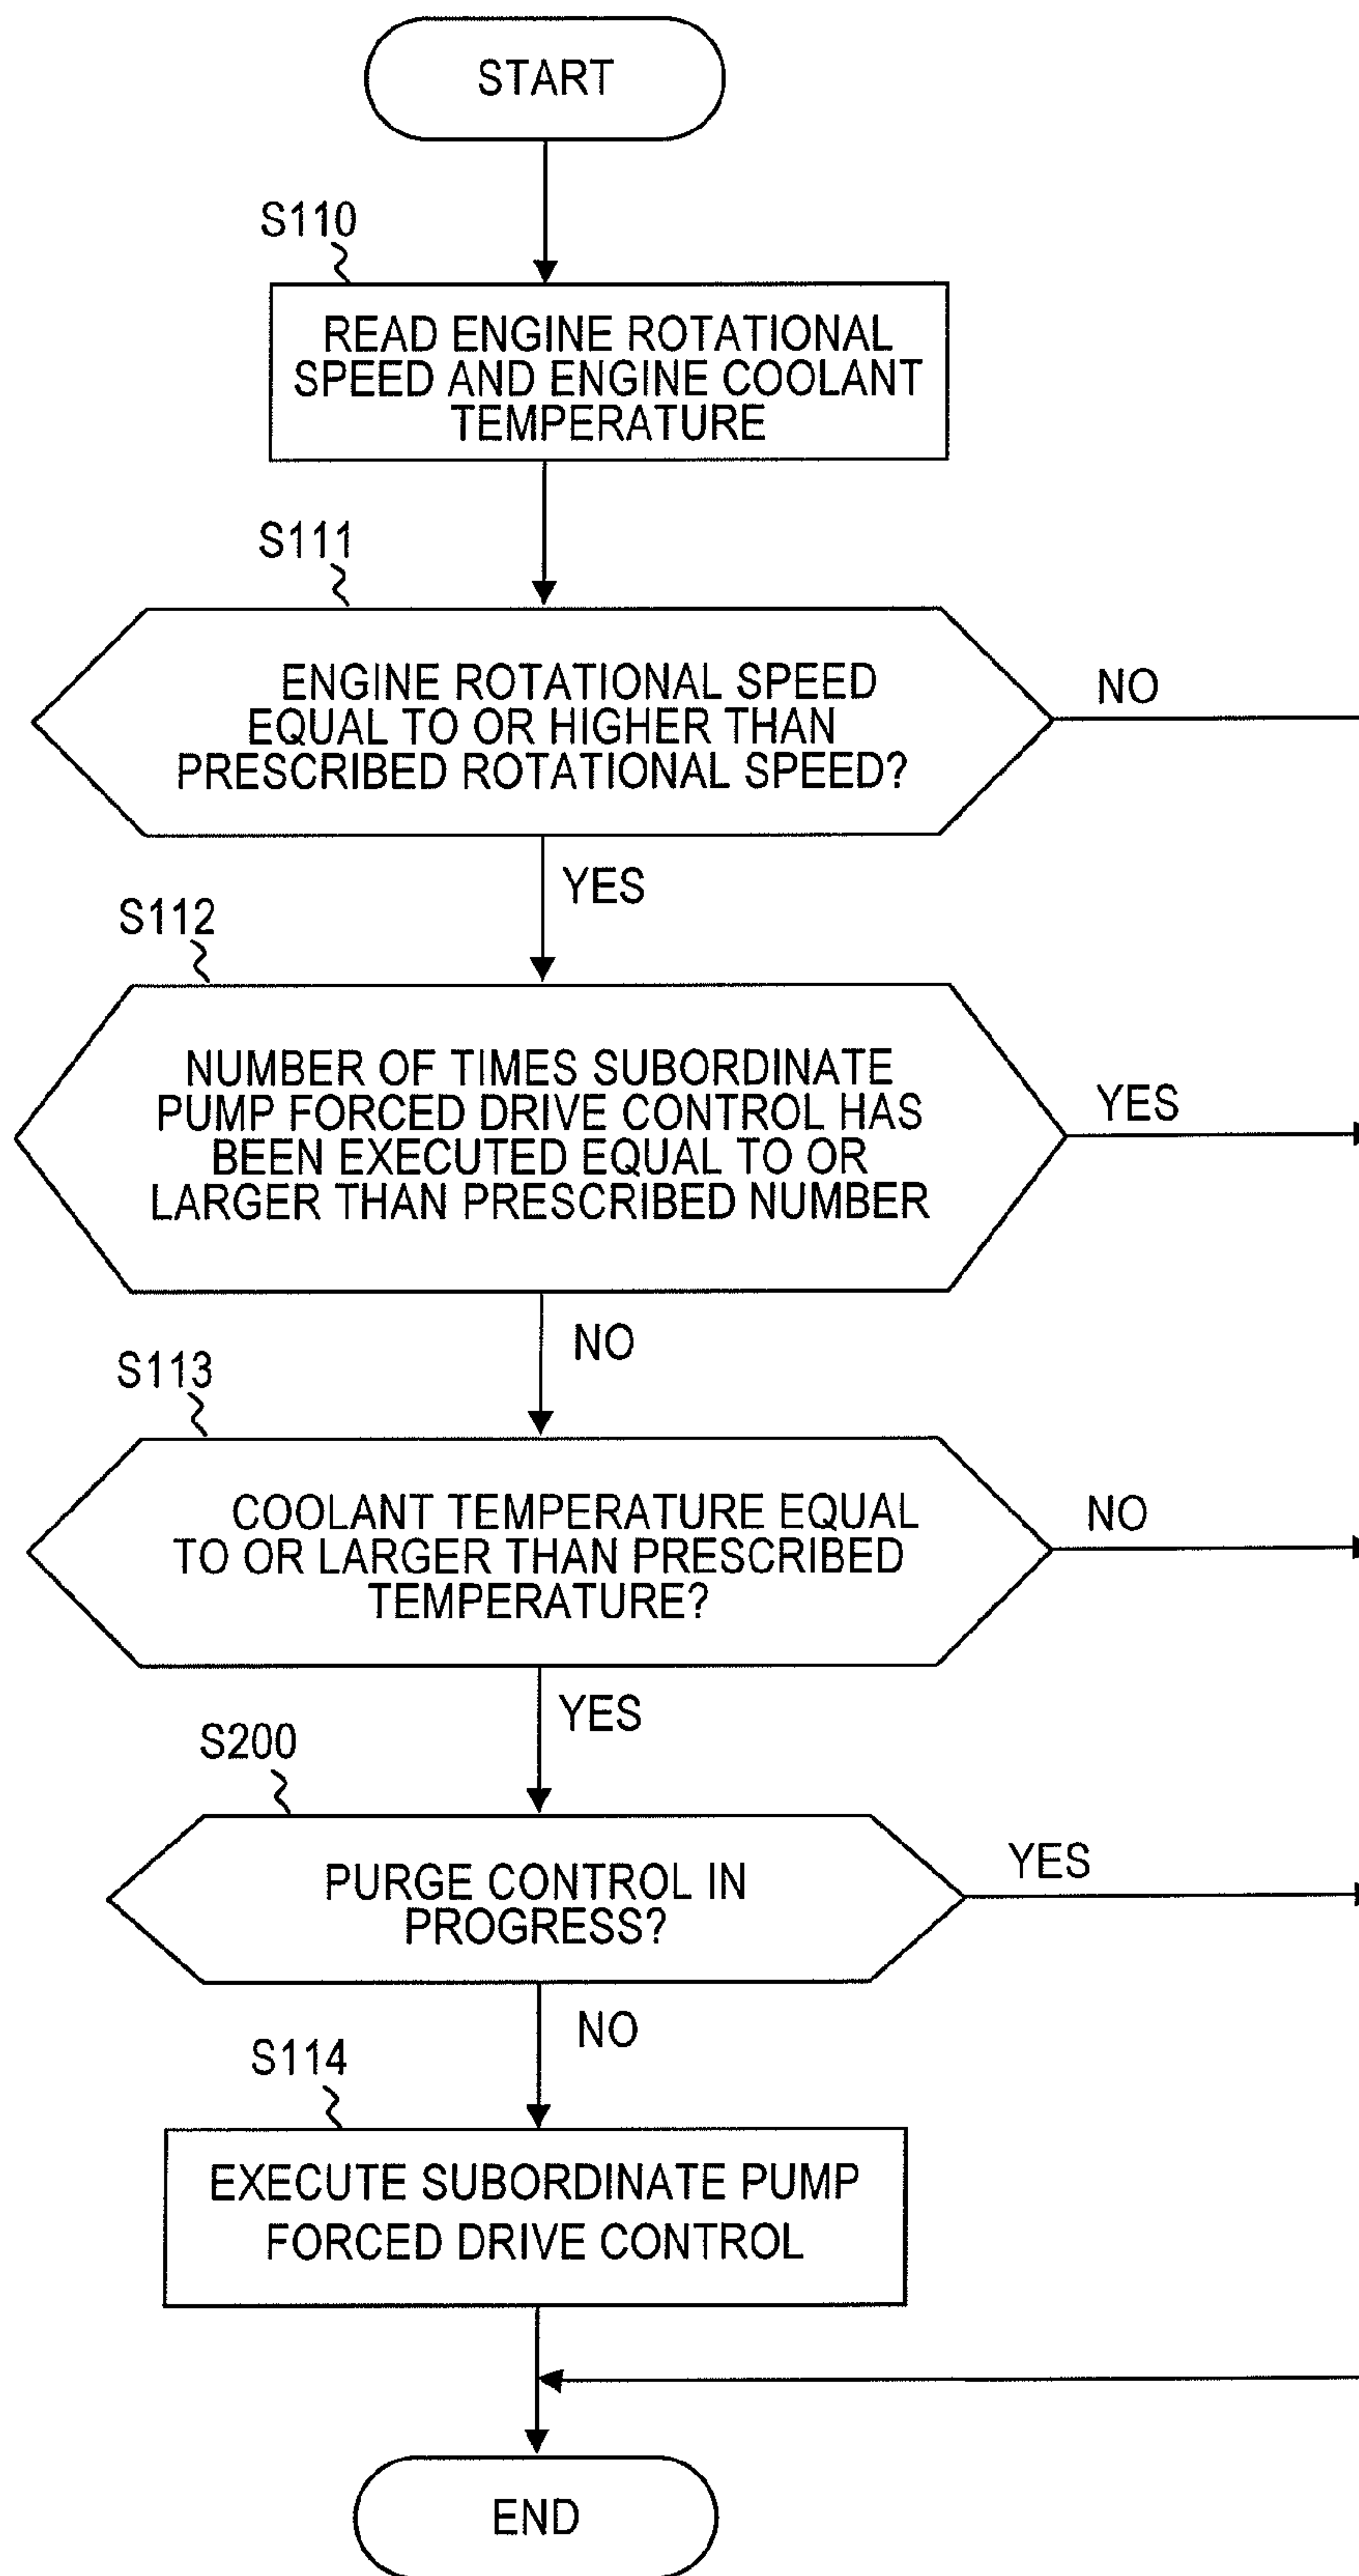 START
S110
READ ENGINE ROTATIONAL
SPEED AND ENGINE COOLANT
TEMPERATURE
S111
ENGINE ROTATIONAL SPEED
EQUAL TO OR HIGHER THAN
PRESCRIBED ROTATIONAL SPEED?
NO
YES
S112
NUMBER OF TIMES SUBORDINATE
PUMP FORCED DRIVE CONTROL HAS
BEEN EXECUTED EQUAL TO OR
LARGER THAN PRESCRIBED NUMBER
YES
NO
S113
COOLANT TEMPERATURE EQUAL
TO OR LARGER THAN PRESCRIBED
TEMPERATURE?
NO
YES
S200
PURGE CONTROL IN
PROGRESS?
YES
NO
S114
EXECUTE SUBORDINATE PUMP
FORCED DRIVE CONTROL
END